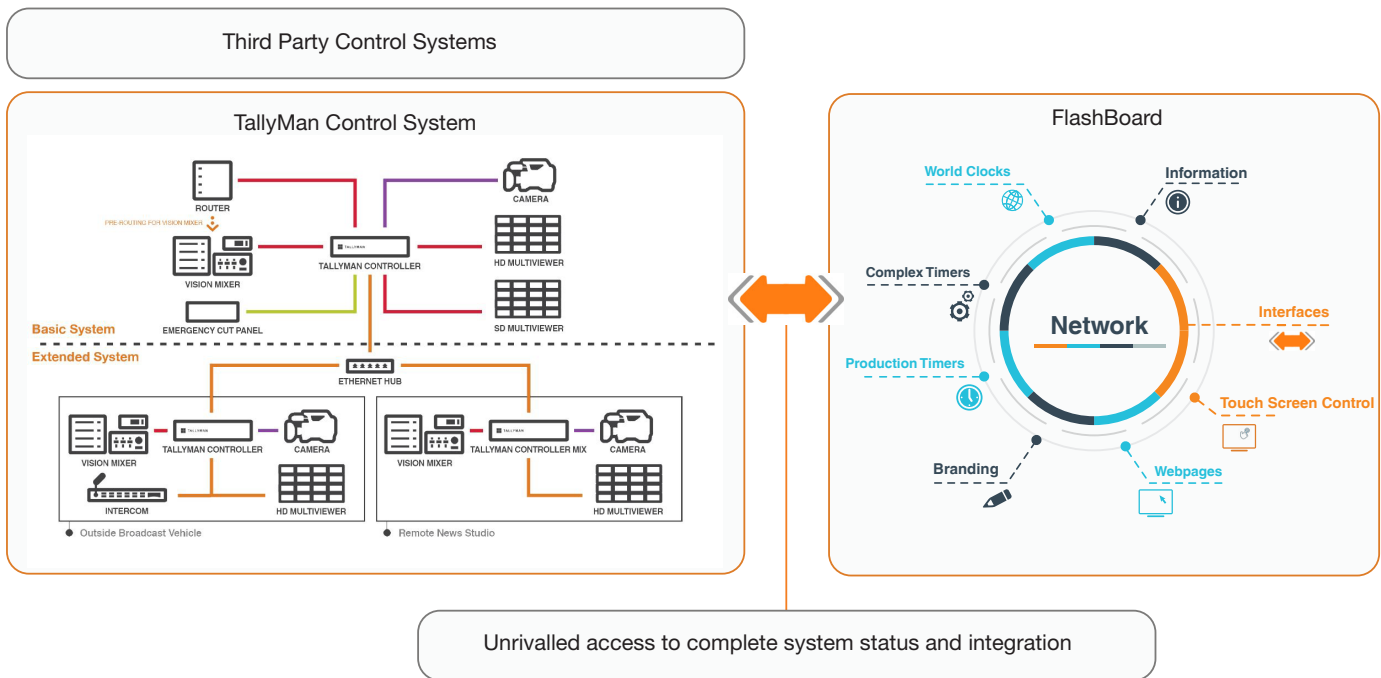 Third Party Control Systems
TallyMan Control System
ROUTER
PRE-ROUTING FOR VISION MIXER
VISION MIXER
EMERGENCY CUT PANEL
TALLYMAN
TALLYMAN CONTROLLER
CAMERA
HD MULTIVIEWER
SD MULTIVIEWER
Basic System
Extended System
ETHERNET HUB
VISION MIXER
TALLYMAN
TALLYMAN CONTROLLER
CAMERA
INTERCOM
HD MULTIVIEWER
Outside Broadcast Vehicle
VISION MIXER
TALLYMAN
TALLYMAN CONTROLLER MIX
CAMERA
HD MULTIVIEWER
Remote News Studio
FlashBoard
World Clocks
Information
Complex Timers
Network
Interfaces
Production Timers
Touch Screen Control
Branding
Webpages
Unrivalled access to complete system status and integration